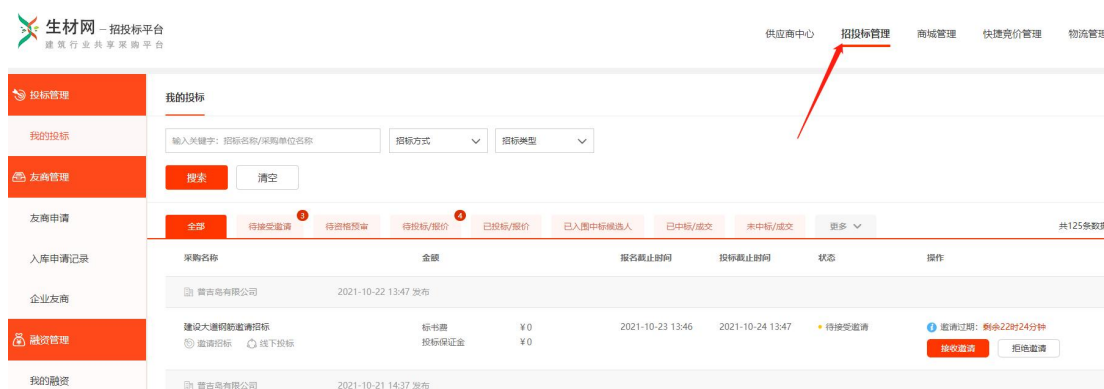 生材网 - 招投标平台
建筑行业共享采购平台
供应商中心 招投标管理 商城管理 快捷竞价管理 物流管理
投标管理
我的投标
友商管理
友商申请
入库申请记录
企业友商
融资管理
我的融资
我的投标
输入关键字：招标名称/采购单位名称 招标方式 招标类型
搜索 清空
全部 待接受邀请 3 待资格预审 待投标/报价 4 已投标/报价 已入围中标候选人 已中标/成交 未中标/成交 更多 共125条数据
采购名称 金额 报名截止时间 投标截止时间 状态 操作
普吉岛有限公司 2021-10-22 13:47 发布
建设大道钢筋邀请招标 标书费 ¥0 2021-10-23 13:46 2021-10-24 13:47 待接受邀请 邀请过期：剩余22时24分钟
邀请招标 线下投标 投标保证金 ¥0 接收邀请 拒绝邀请
普吉岛有限公司 2021-10-21 14:37 发布